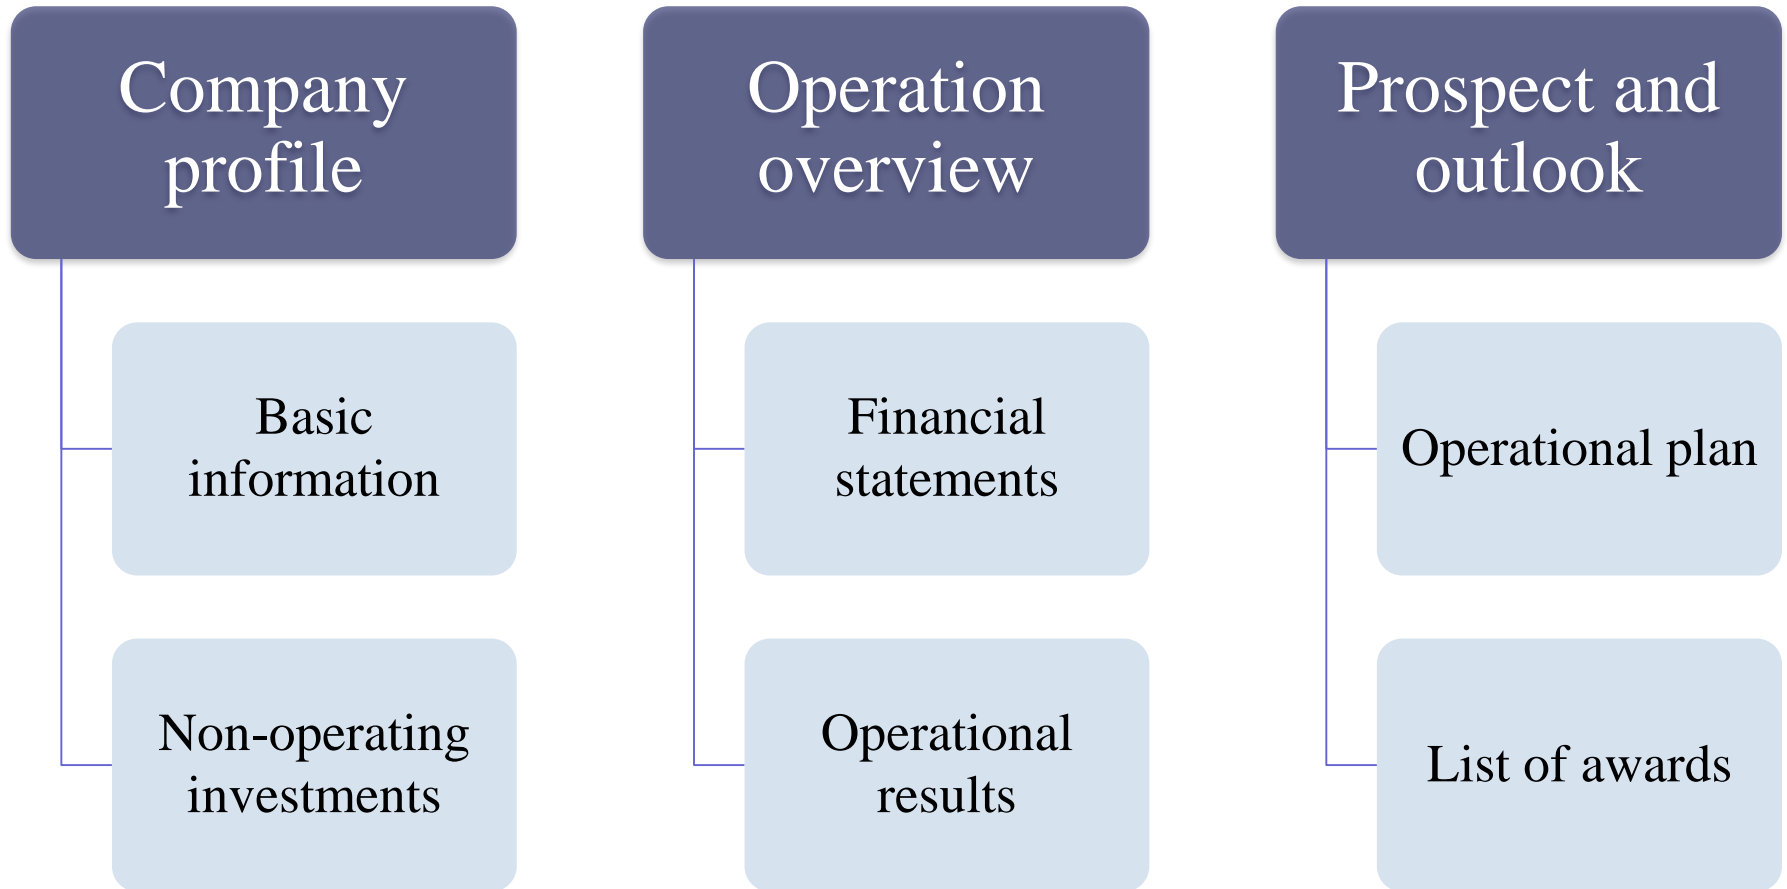 Company
profile
Basic
information
Non-operating
investments
Operation
overview
Financial
statements
Operational
results
Prospect and
outlook
Operational plan
List of awards